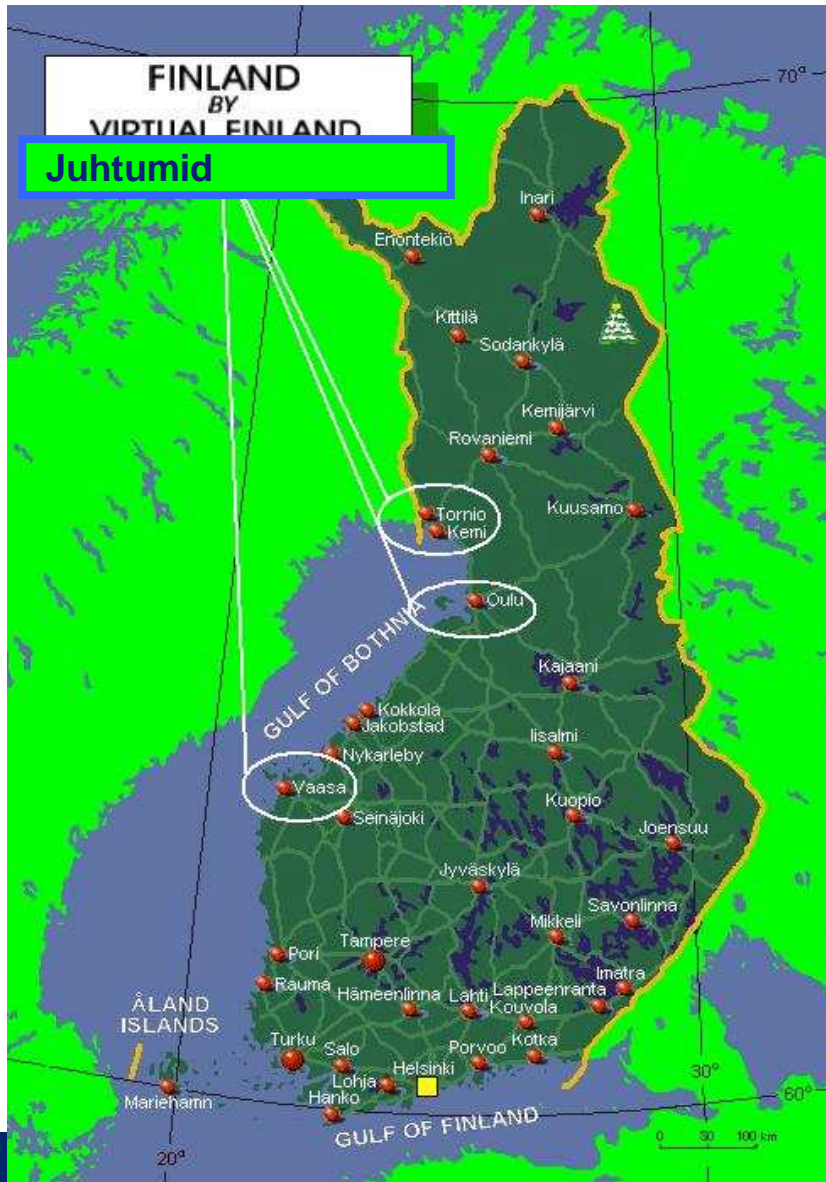 FINLAND
BY
VIRTUAL FINLAND
Juhtumid
70°
Inari
Enontekiö
Kittilä
Sodankylä
Kemijärvi
Rovaniemi
Tornio
Kuusamo
Kemi
Oulu
GULF OF BOTHNIA
Kajaani
Kokkola
Jakobstad
Iisalmi
Nykarleby
Vaasa
Kuopio
Seinäjoki
Joensuu
Jyväskylä
Savonlinna
Mikkeli
Tampere
Pori
Imatra
Rauma
Lappeenranta
Hämeenlinna
Lahti
Kouvola
ÅLAND
ISLANDS
Turku
Salo
Kotka
Porvoo
Helsinki
Lohja
30°
60°
Mariehamn
Hanko
GULF OF FINLAND
0 50 100 km
20°